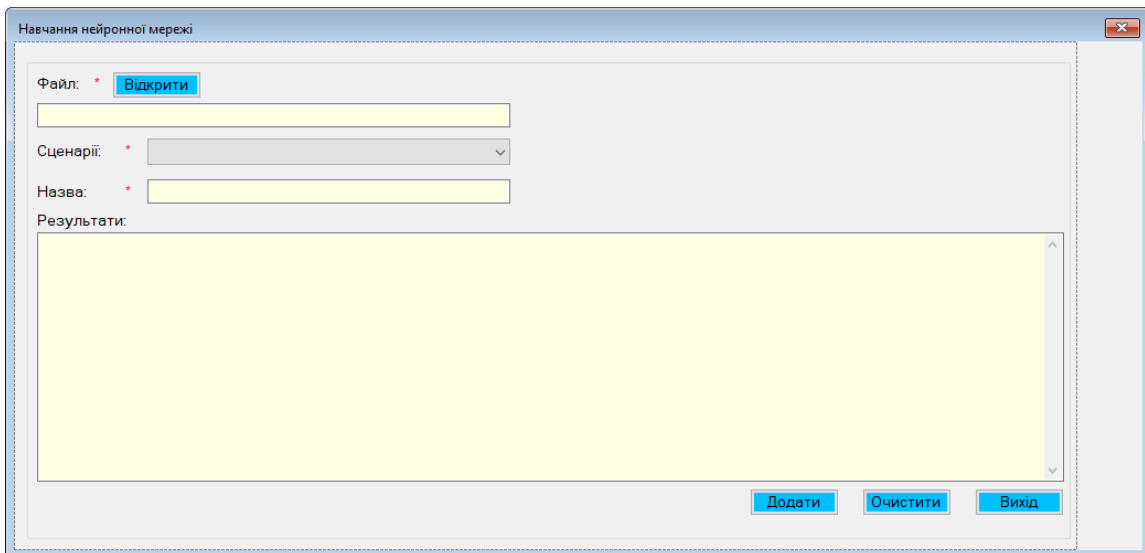 Навчання нейронної мережі
Файл: * Відкрити
Сценарії: *
Назва: *
Результати:
Додати Очистити Вихід